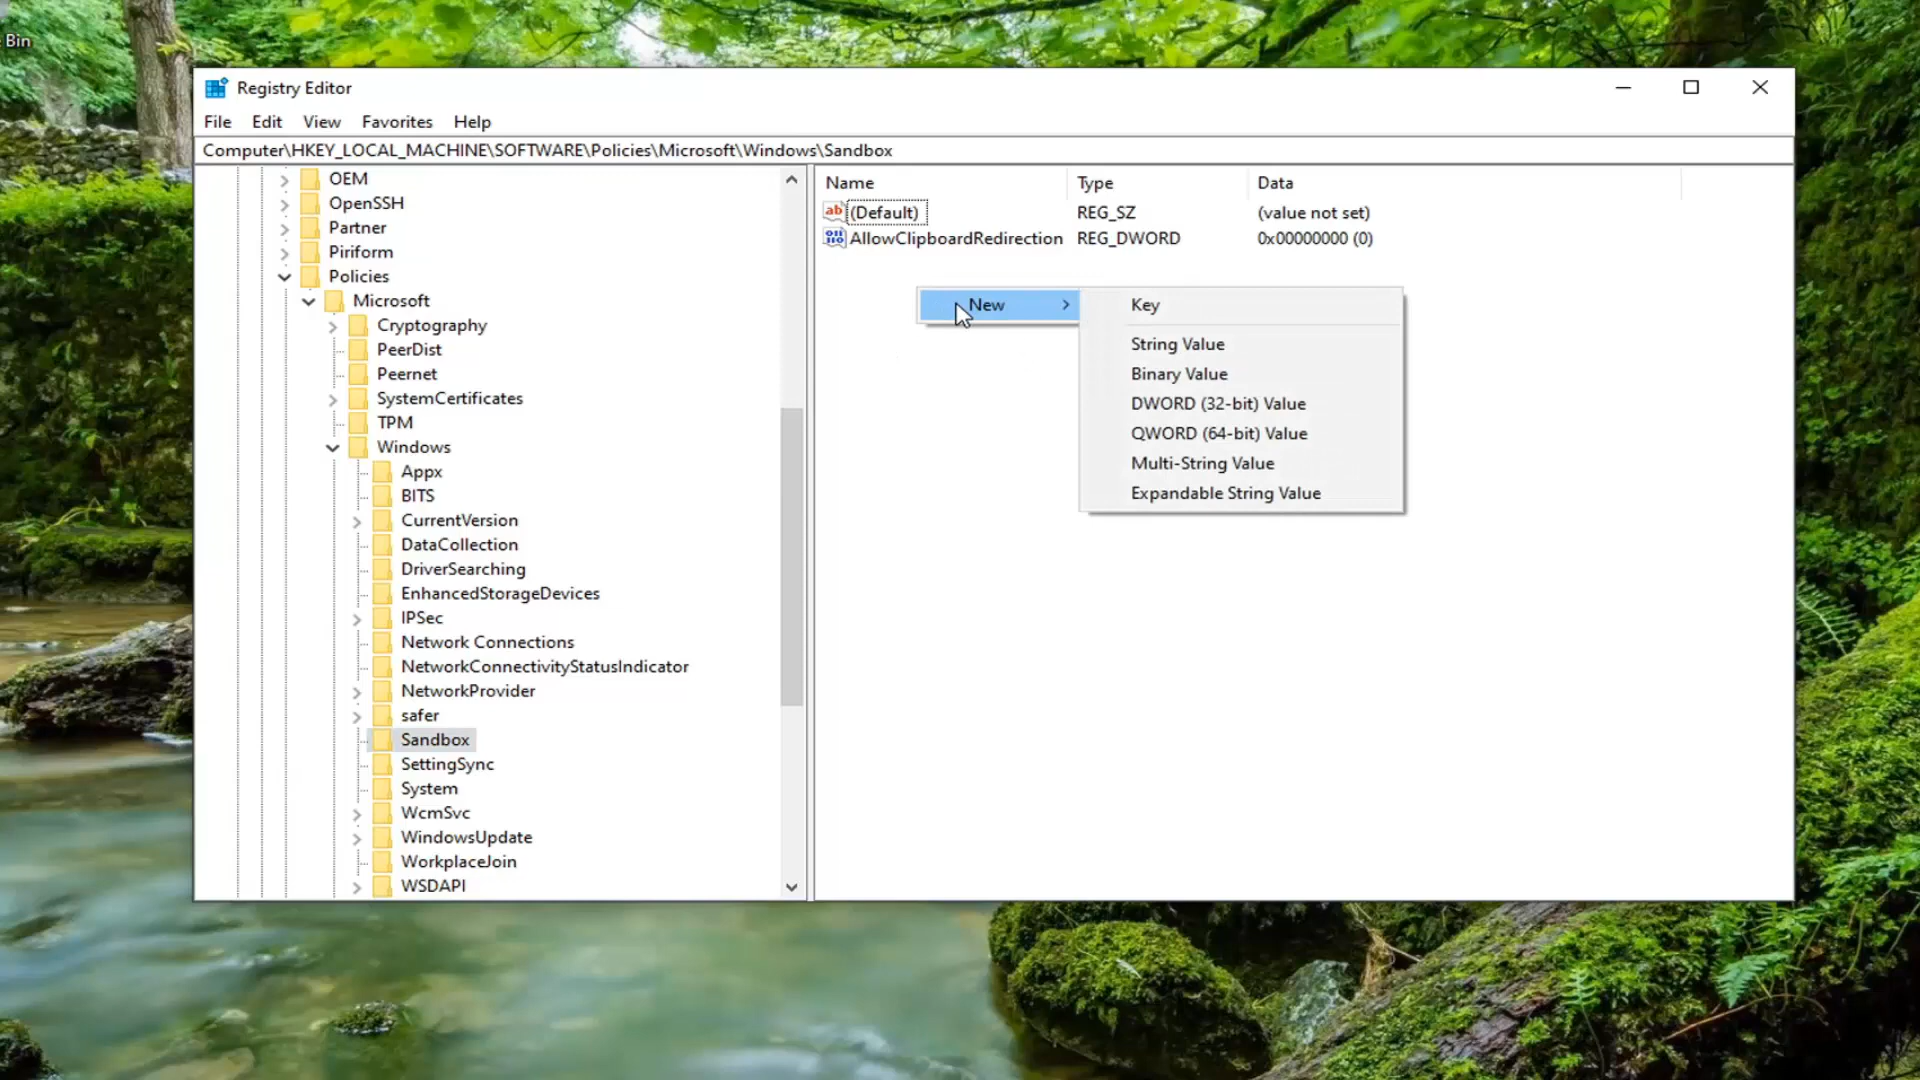 Bin
Registry Editor
File Edit View Favorites Help
Computer\HKEY_LOCAL_MACHINE\SOFTWARE\Policies\Microsoft\Windows\Sandbox
OEM
OpenSSH
Partner
Piriform
Policies
Microsoft
Cryptography
PeerDist
Peernet
SystemCertificates
TPM
Windows
Appx
BITS
CurrentVersion
DataCollection
DriverSearching
EnhancedStorageDevices
IPSec
Network Connections
NetworkConnectivityStatusIndicator
NetworkProvider
safer
Sandbox
SettingSync
System
WcmSvc
WindowsUpdate
WorkplaceJoin
WSDAPI
Name Type Data
(Default) REG_SZ (value not set)
AllowClipboardRedirection REG_DWORD 0x00000000 (0)
New
Key
String Value
Binary Value
DWORD (32-bit) Value
QWORD (64-bit) Value
Multi-String Value
Expandable String Value